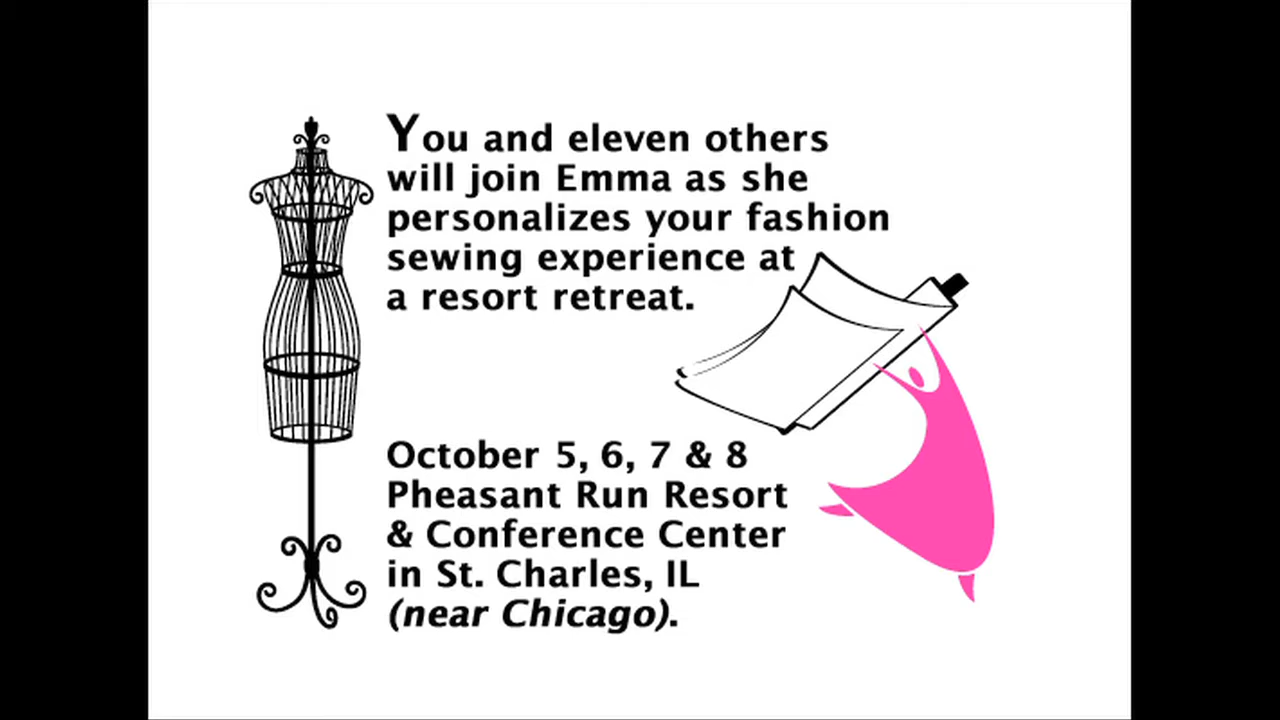 You and eleven others
will join Emma as she
personalizes your fashion
sewing experience at
a resort retreat.
October 5, 6, 7 & 8
Pheasant Run Resort
& Conference Center
in St. Charles, IL
(near Chicago).